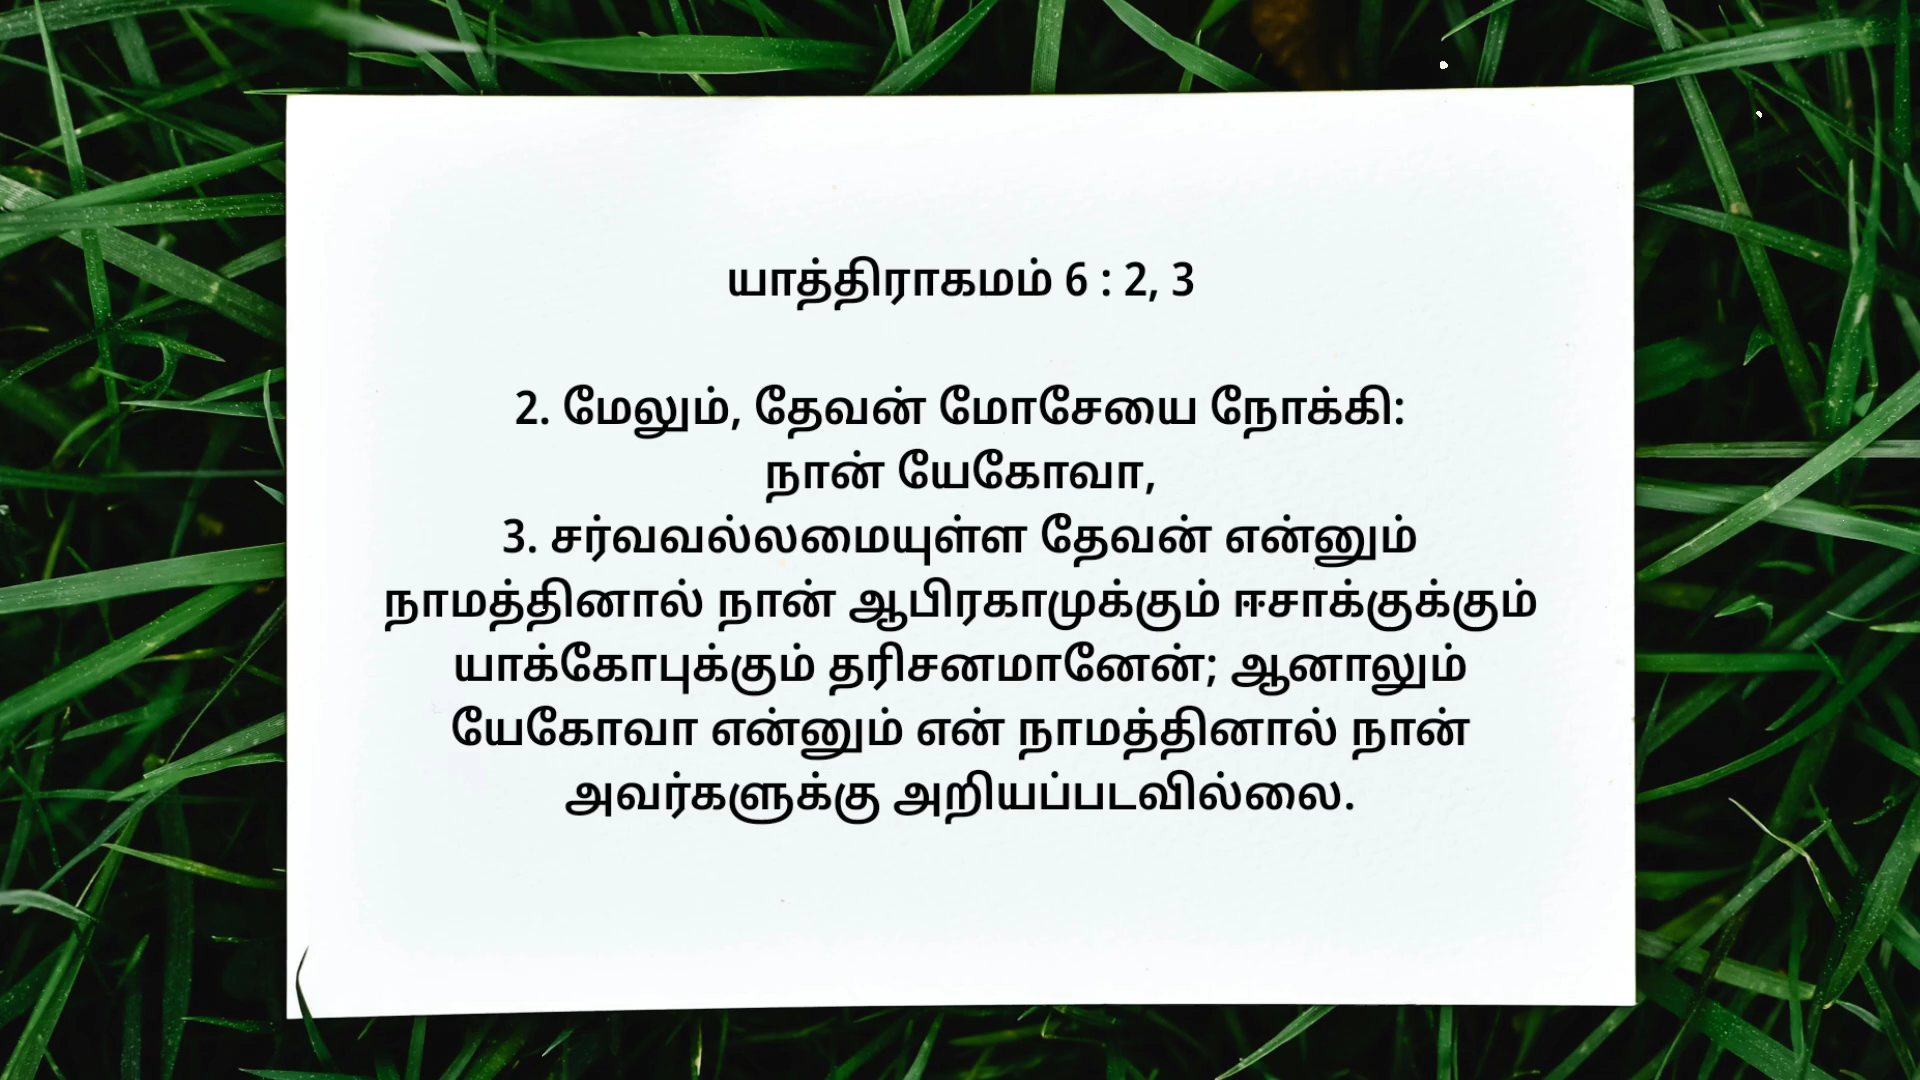 யாத்திராகமம் 6 : 2, 3
2. மேலும், தேவன் மோசேயை நோக்கி:
நான் யேகோவா,
3. சர்வவல்லமையுள்ள தேவன் என்னும்
நாமத்தினால் நான் ஆபிரகாமுக்கும் ஈசாக்குக்கும்
யாக்கோபுக்கும் தரிசனமானேன்; ஆனாலும்
யேகோவா என்னும் என் நாமத்தினால் நான்
அவர்களுக்கு அறியப்படவில்லை.